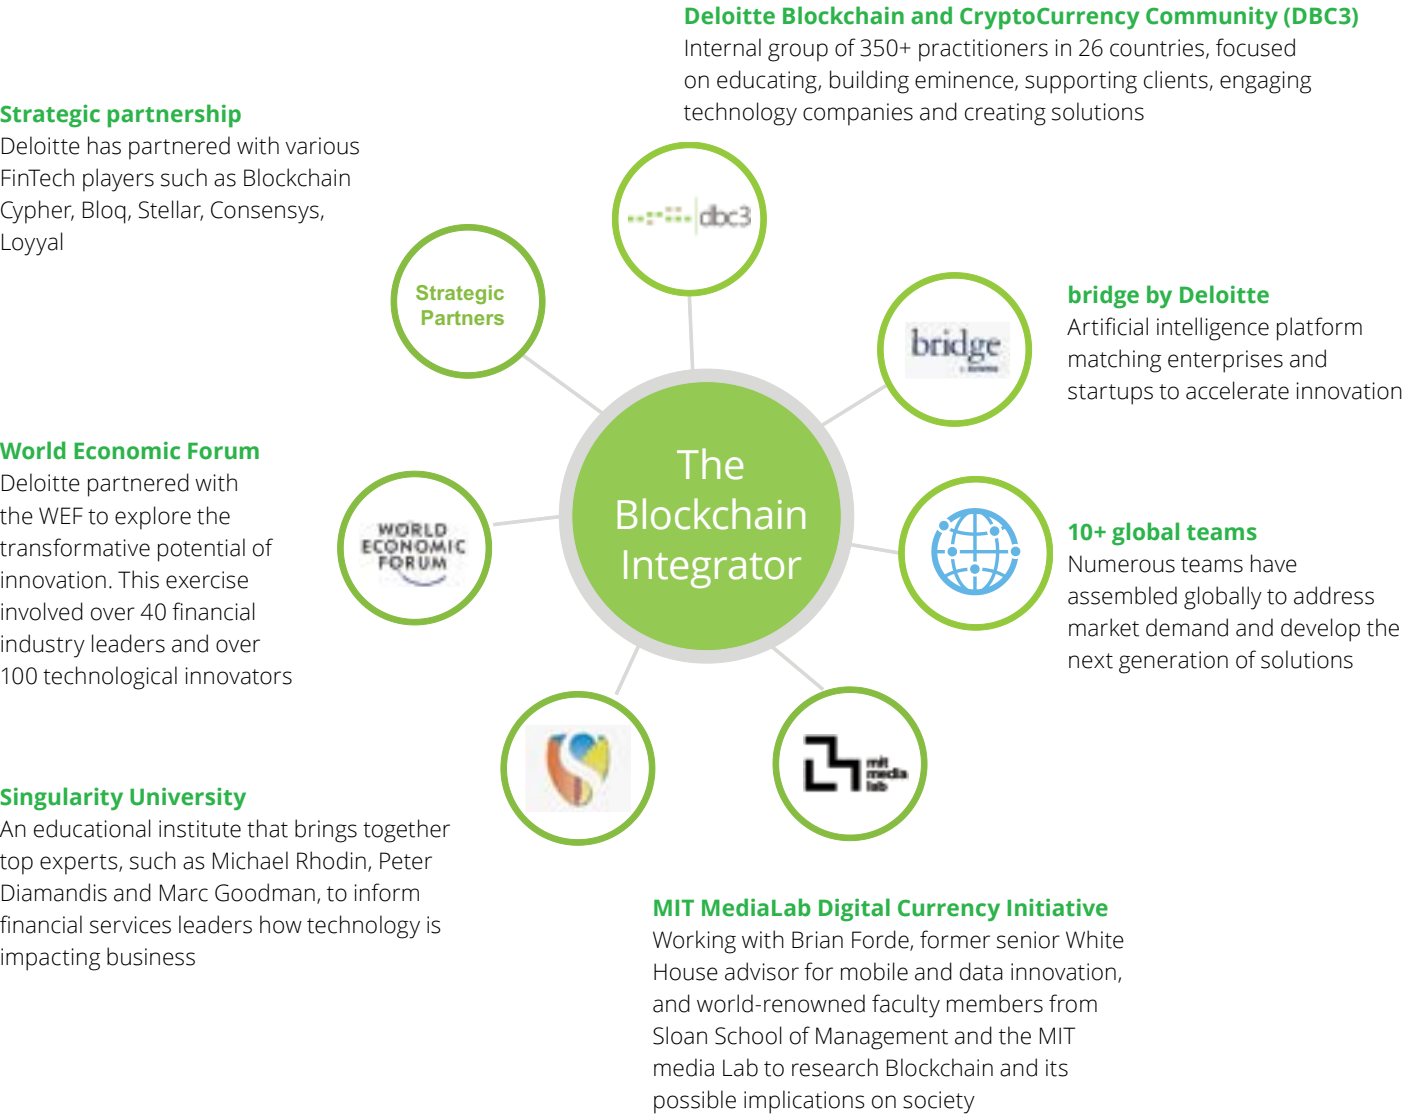 Deloitte Blockchain and CryptoCurrency Community (DBC3)
Internal group of 350+ practitioners in 26 countries, focused
on educating, building eminence, supporting clients, engaging
technology companies and creating solutions
Strategic partnership
Deloitte has partnered with various
FinTech players such as Blockchain
Cypher, Bloq, Stellar, Consensys,
Loyyal
dbc3
Strategic
Partners
bridge
bridge by Deloitte
Artificial intelligence platform
matching enterprises and
startups to accelerate innovation
The
Blockchain
Integrator
World Economic Forum
Deloitte partnered with
the WEF to explore the
transformative potential of
innovation. This exercise
involved over 40 financial
industry leaders and over
100 technological innovators
WORLD
ECONOMIC
FORUM
10+ global teams
Numerous teams have
assembled globally to address
market demand and develop the
next generation of solutions
mit
media
lab
Singularity University
An educational institute that brings together
top experts, such as Michael Rhodin, Peter
Diamandis and Marc Goodman, to inform
financial services leaders how technology is
impacting business
MIT MediaLab Digital Currency Initiative
Working with Brian Forde, former senior White
House advisor for mobile and data innovation,
and world-renowned faculty members from
Sloan School of Management and the MIT
media Lab to research Blockchain and its
possible implications on society